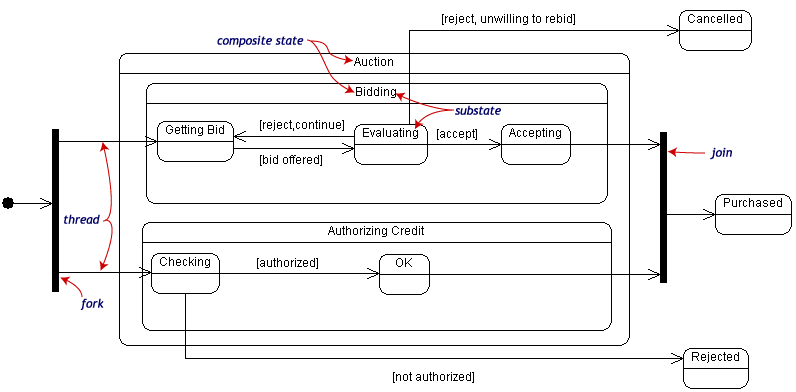 [reject, unwilling to rebid]
Cancelled
composite state
Auction
Bidding
substate
Getting Bid
[reject,continue]
Evaluating
[accept]
Accepting
[bid offered]
join
thread
Purchased
Authorizing Credit
Checking
[authorized]
OK
fork
Rejected
[not authorized]